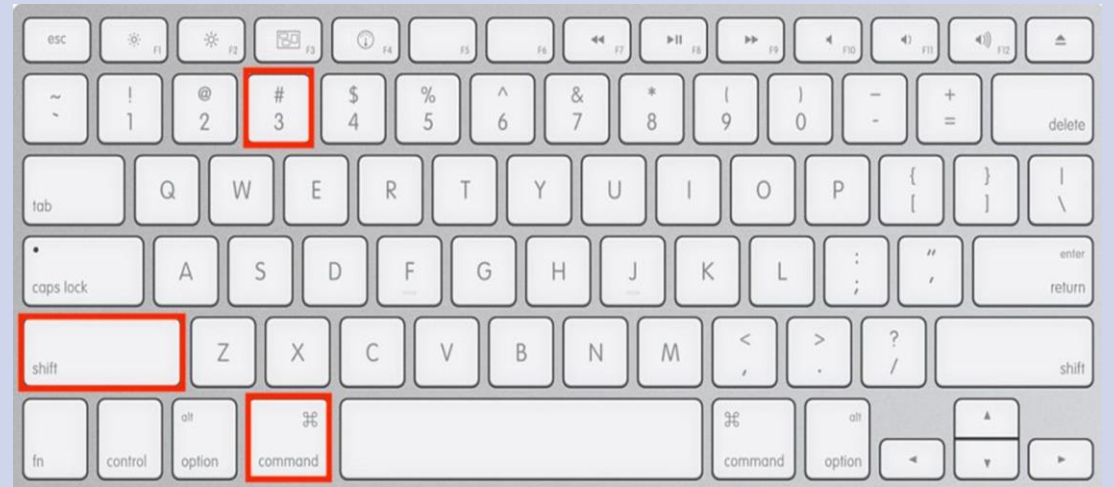 esc F1 F2 F3 F4 F5 F6 F7 F8 F9 F10 F11 F12
~ ! @ # $ % ^ & * ( ) – +
` 1 2 3 4 5 6 7 8 9 0 - = delete
tab Q W E R T Y U I O P { [ } ] | \
caps lock A S D F G H J K L : ; " ' enter return
shift Z X C V B N M < , > . ? / shift
fn control alt option ⌘ command ⌘ command alt option